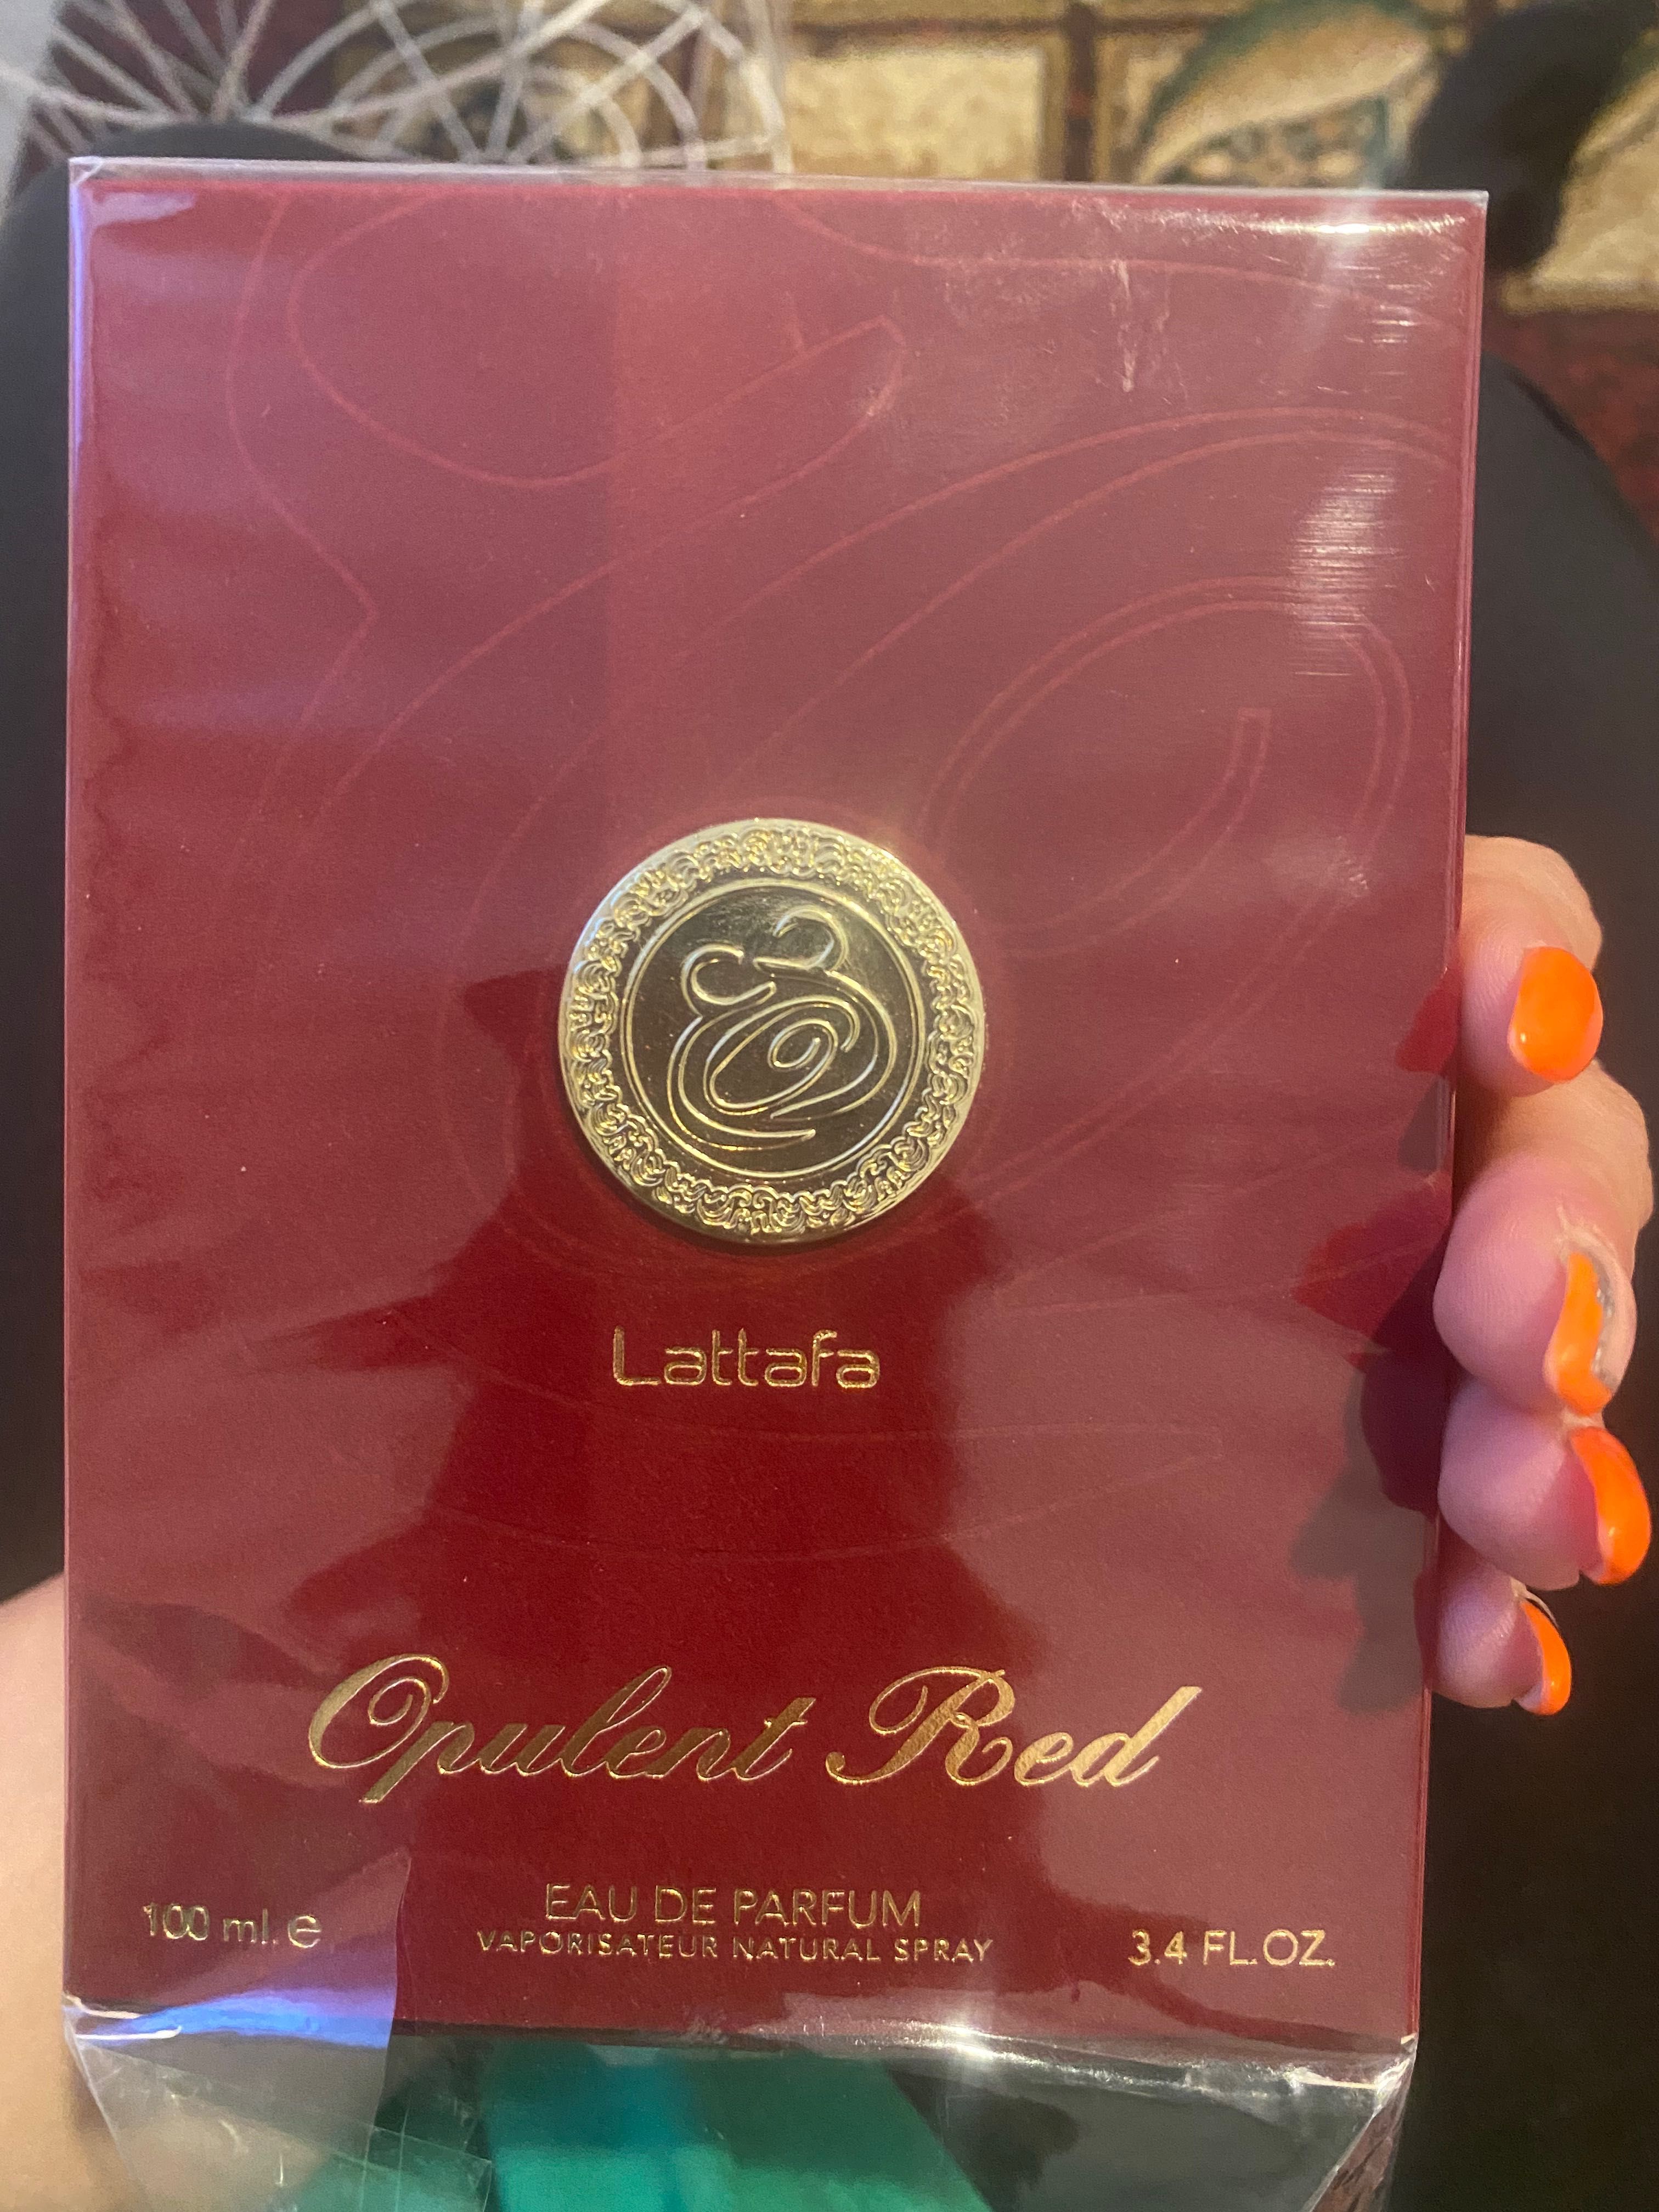 Lattafa
Opulent Red
EAU DE PARFUM
VAPORISATEUR NATURAL SPRAY
100 ml. e
3.4 FL.OZ.